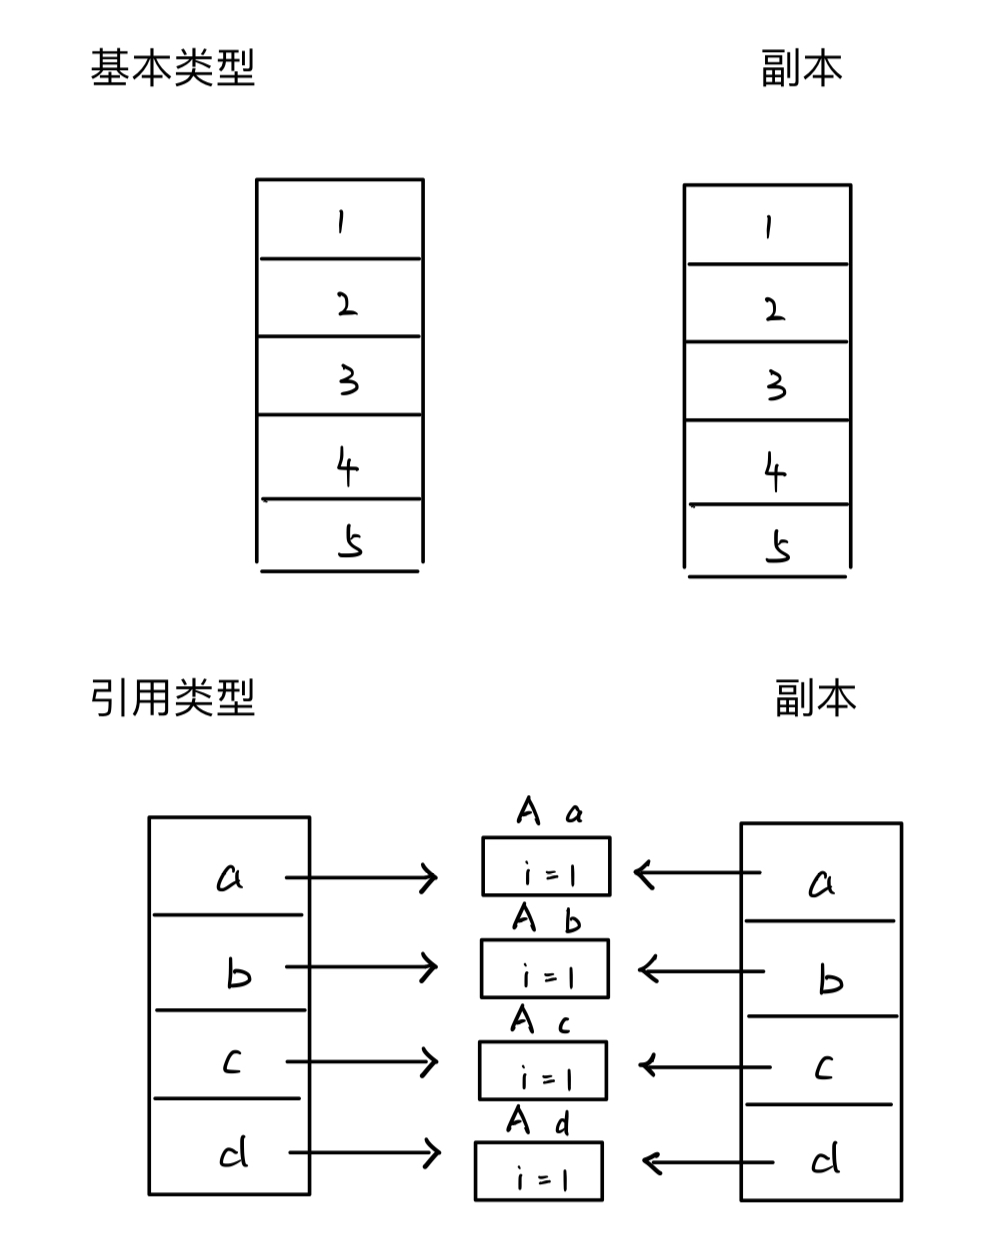 基本类型 副本
1 1
2 2
3 3
4 4
5 5
引用类型 副本
A a
a i = 1 a
A b
b i = 1 b
A c
c i = 1 c
A d
d i = 1 d